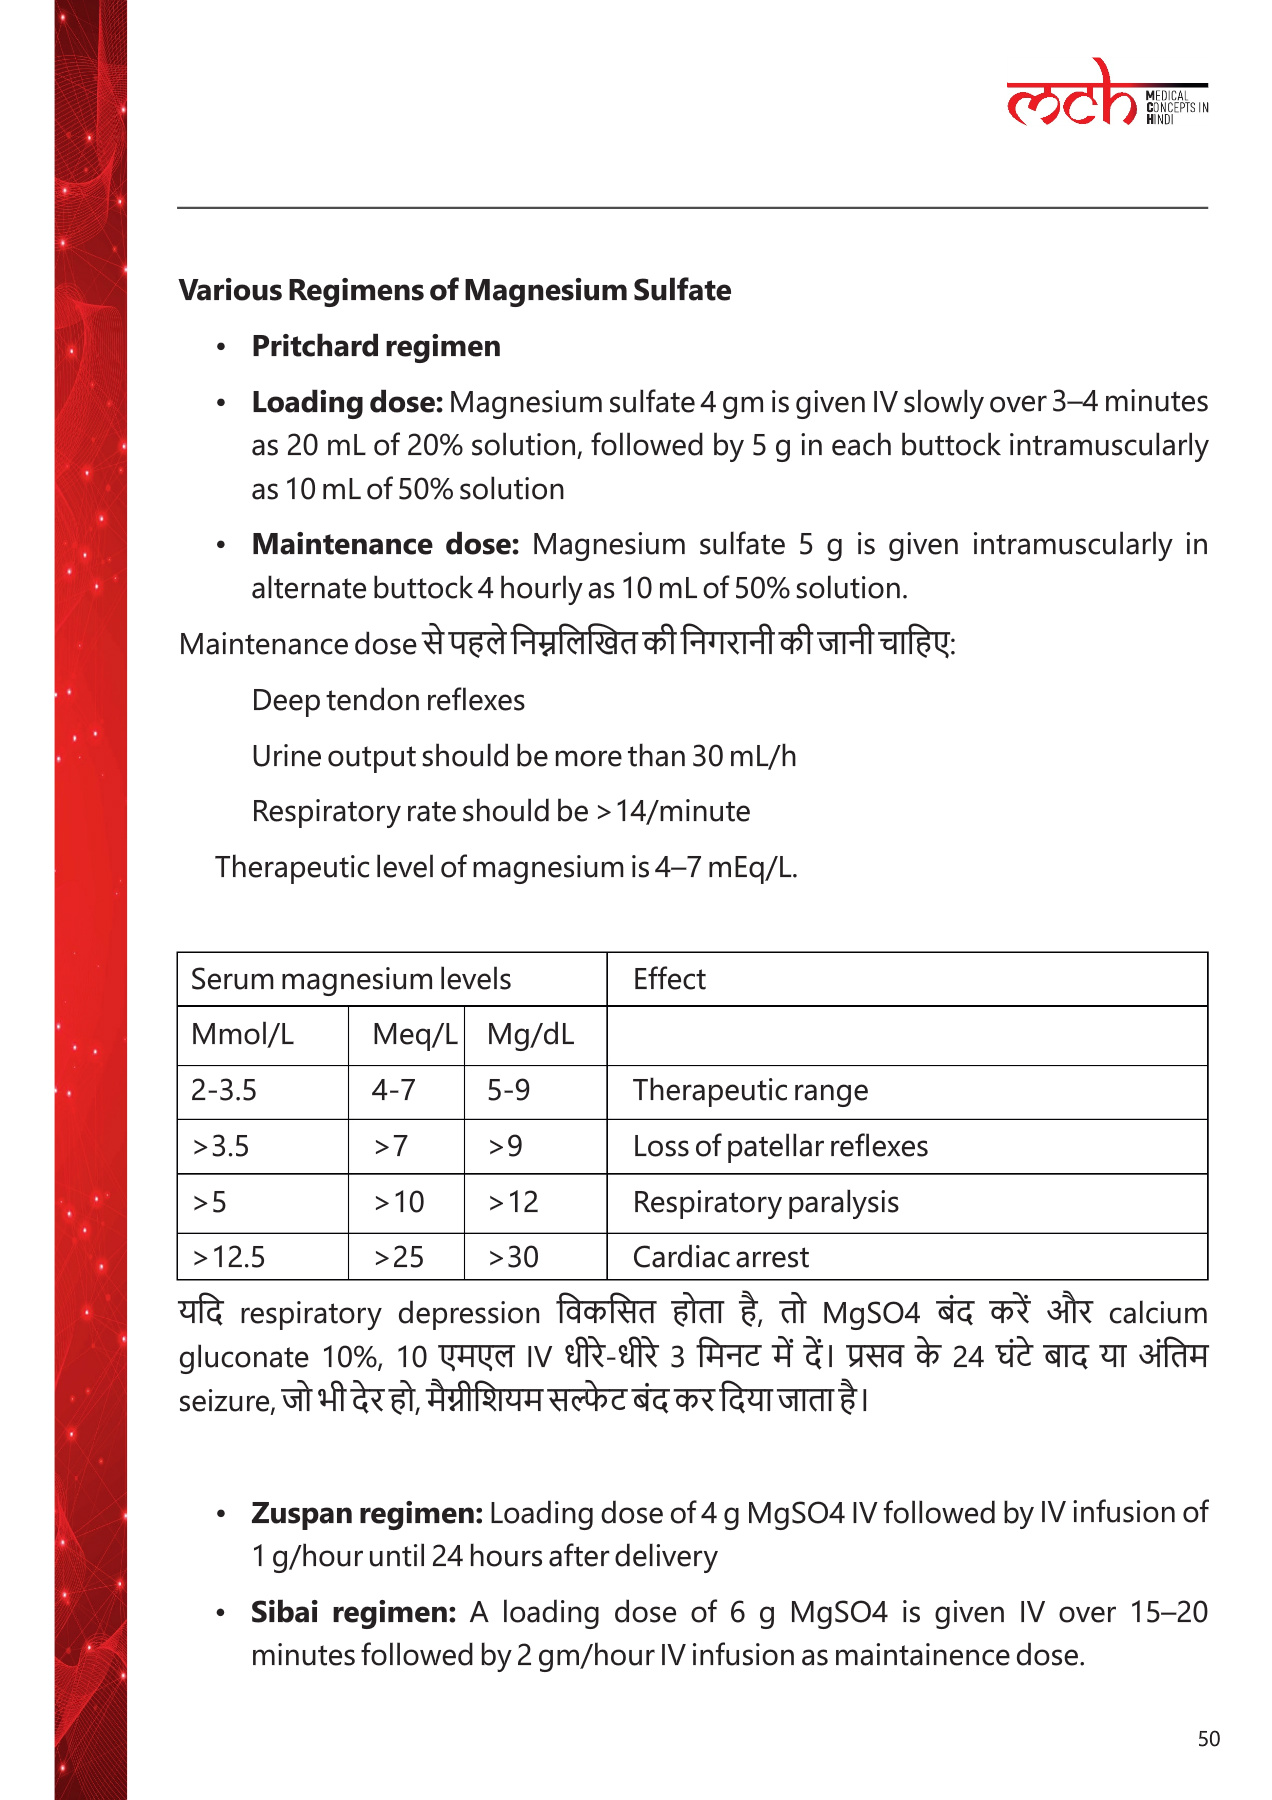 mch MEDICAL
CONCEPTS IN
HINDI
Various Regimens of Magnesium Sulfate
• Pritchard regimen
• Loading dose: Magnesium sulfate 4 gm is given IV slowly over 3–4 minutes
as 20 mL of 20% solution, followed by 5 g in each buttock intramuscularly
as 10 mL of 50% solution
• Maintenance dose: Magnesium sulfate 5 g is given intramuscularly in
alternate buttock 4 hourly as 10 mL of 50% solution.
Maintenance dose से पहले निम्नलिखित की निगरानी की जानी चाहिए:
Deep tendon reflexes
Urine output should be more than 30 mL/h
Respiratory rate should be >14/minute
Therapeutic level of magnesium is 4–7 mEq/L.
Serum magnesium levels Effect
Mmol/L Meq/L Mg/dL
2-3.5 4-7 5-9 Therapeutic range
>3.5 >7 >9 Loss of patellar reflexes
>5 >10 >12 Respiratory paralysis
>12.5 >25 >30 Cardiac arrest
यदि respiratory depression विकसित होता है, तो MgSO4 बंद करें और calcium
gluconate 10%, 10 एमएल IV धीरे-धीरे 3 मिनट में दें। प्रसव के 24 घंटे बाद या अंतिम
seizure, जो भी देर हो, मैग्नीशियम सल्फेट बंद कर दिया जाता है।
• Zuspan regimen: Loading dose of 4 g MgSO4 IV followed by IV infusion of
1 g/hour until 24 hours after delivery
• Sibai regimen: A loading dose of 6 g MgSO4 is given IV over 15–20
minutes followed by 2 gm/hour IV infusion as maintainence dose.
50